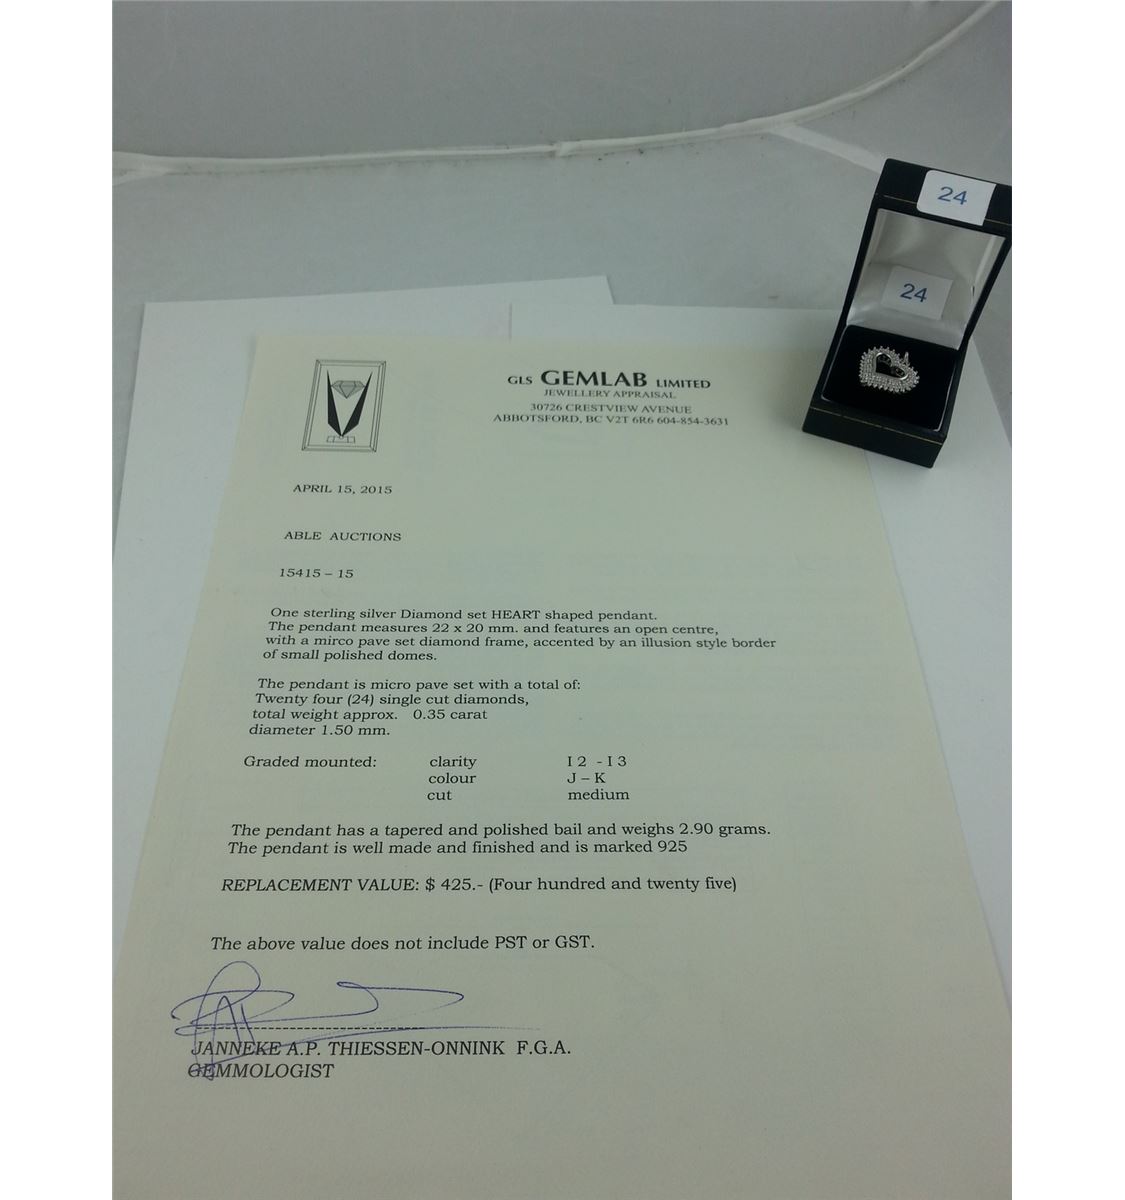 24
24
GLS GEMLAB LIMITED
JEWELLERY APPRAISAL
30726 CRESTVIEW AVENUE
ABBOTSFORD, BC V2T 6R6 604-854-3631
APRIL 15, 2015
ABLE AUCTIONS
15415 – 15
One sterling silver Diamond set HEART shaped pendant.
The pendant measures 22 x 20 mm. and features an open centre,
with a mirco pave set diamond frame, accented by an illusion style border
of small polished domes.
The pendant is micro pave set with a total of:
Twenty four (24) single cut diamonds,
total weight approx. 0.35 carat
diameter 1.50 mm.
Graded mounted: clarity I 2 - I 3
colour J – K
cut medium
The pendant has a tapered and polished bail and weighs 2.90 grams.
The pendant is well made and finished and is marked 925
REPLACEMENT VALUE: $ 425.- (Four hundred and twenty five)
The above value does not include PST or GST.
JANNEKE A.P. THIESSEN-ONNINK F.G.A.
GEMMOLOGIST